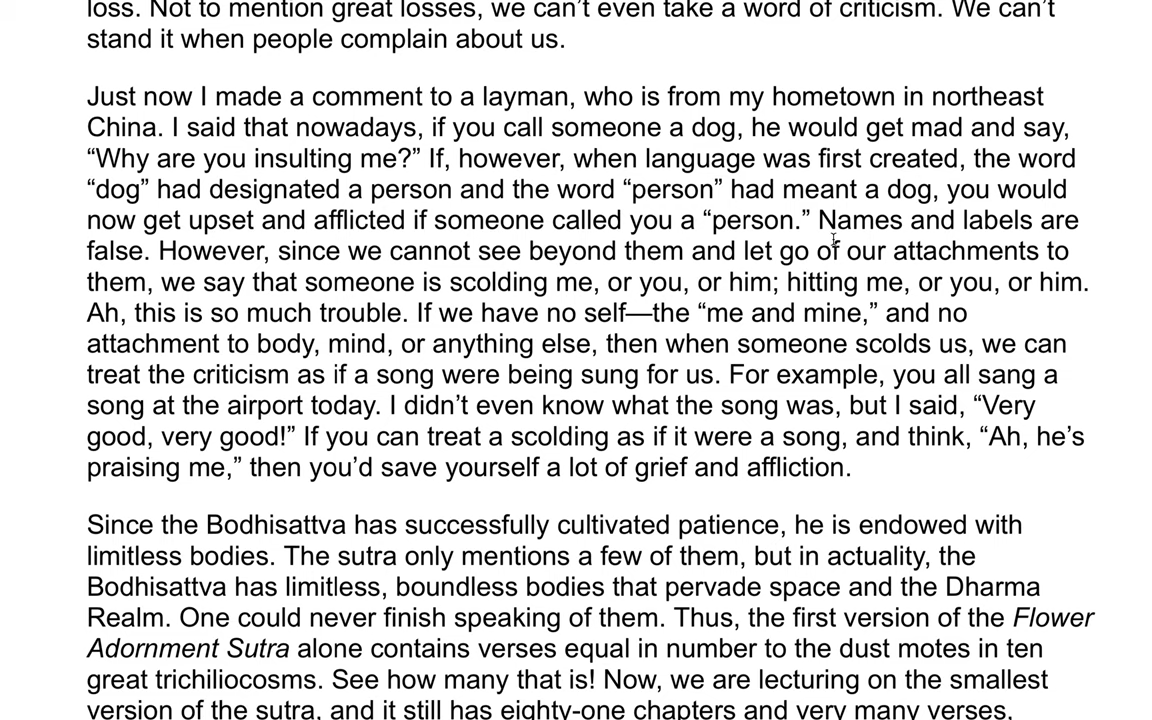 loss. Not to mention great losses, we can’t even take a word of criticism. We can’t
stand it when people complain about us.
Just now I made a comment to a layman, who is from my hometown in northeast
China. I said that nowadays, if you call someone a dog, he would get mad and say,
“Why are you insulting me?” If, however, when language was first created, the word
“dog” had designated a person and the word “person” had meant a dog, you would
now get upset and afflicted if someone called you a “person.” Names and labels are
false. However, since we cannot see beyond them and let go of our attachments to
them, we say that someone is scolding me, or you, or him; hitting me, or you, or him.
Ah, this is so much trouble. If we have no self—the “me and mine,” and no
attachment to body, mind, or anything else, then when someone scolds us, we can
treat the criticism as if a song were being sung for us. For example, you all sang a
song at the airport today. I didn’t even know what the song was, but I said, “Very
good, very good!” If you can treat a scolding as if it were a song, and think, “Ah, he’s
praising me,” then you’d save yourself a lot of grief and affliction.
Since the Bodhisattva has successfully cultivated patience, he is endowed with
limitless bodies. The sutra only mentions a few of them, but in actuality, the
Bodhisattva has limitless, boundless bodies that pervade space and the Dharma
Realm. One could never finish speaking of them. Thus, the first version of the Flower
Adornment Sutra alone contains verses equal in number to the dust motes in ten
great trichiliocosms. See how many that is! Now, we are lecturing on the smallest
version of the sutra, and it still has eighty-one chapters and very many verses,